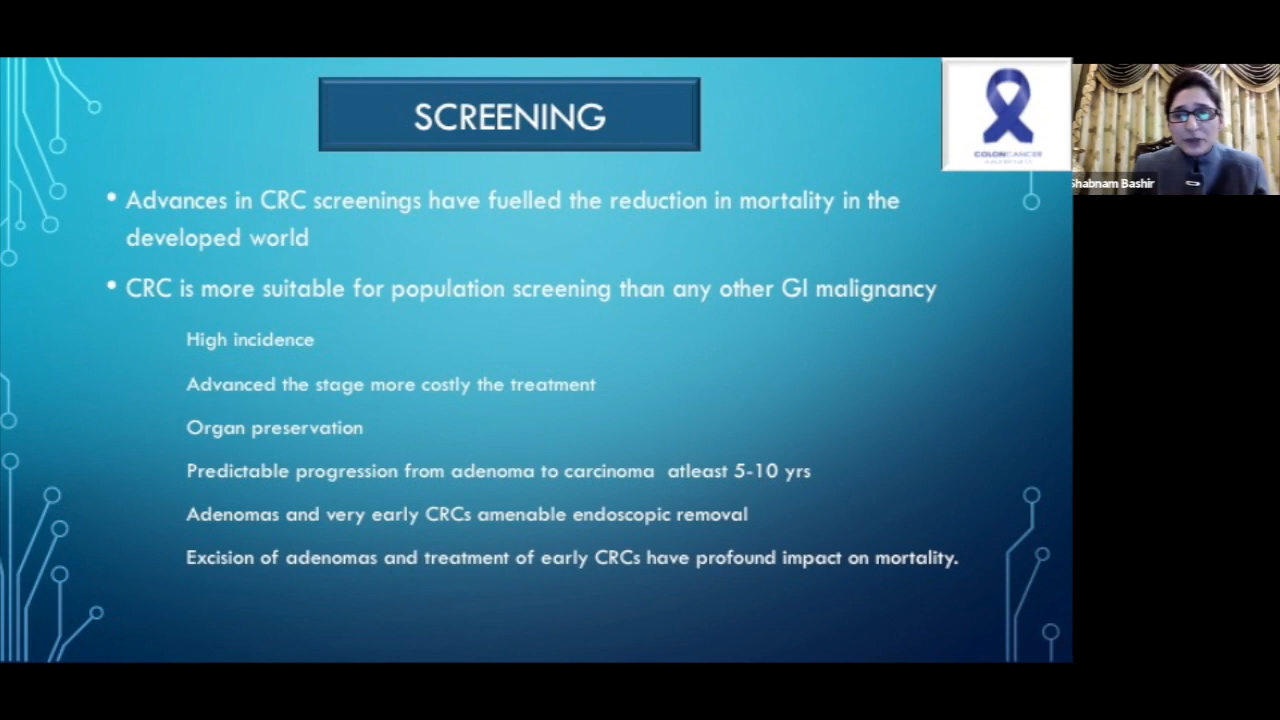 SCREENING
COLONCANCER
Shabnam Bashir
• Advances in CRC screenings have fuelled the reduction in mortality in the
developed world
• CRC is more suitable for population screening than any other GI malignancy
High incidence
Advanced the stage more costly the treatment
Organ preservation
Predictable progression from adenoma to carcinoma atleast 5-10 yrs
Adenomas and very early CRCs amenable endoscopic removal
Excision of adenomas and treatment of early CRCs have profound impact on mortality.